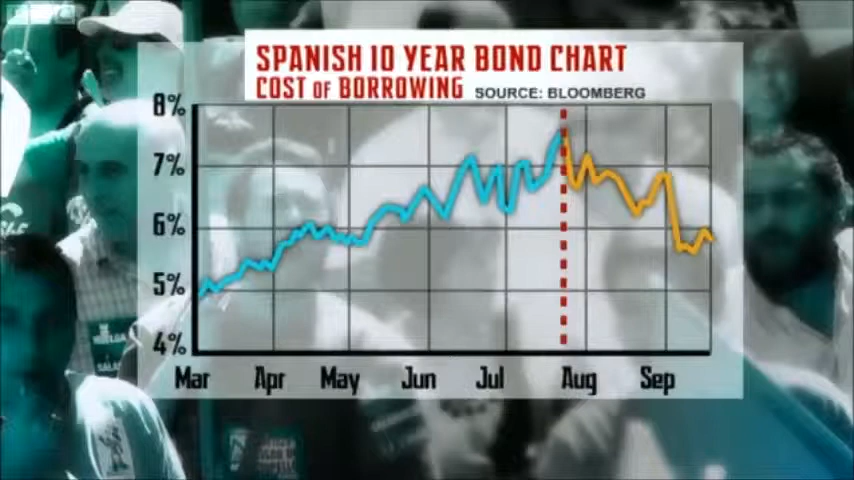 BBC
SPANISH 10 YEAR BOND CHART
COST OF BORROWING SOURCE: BLOOMBERG
8%
7%
6%
5%
4%
Mar Apr May Jun Jul Aug Sep